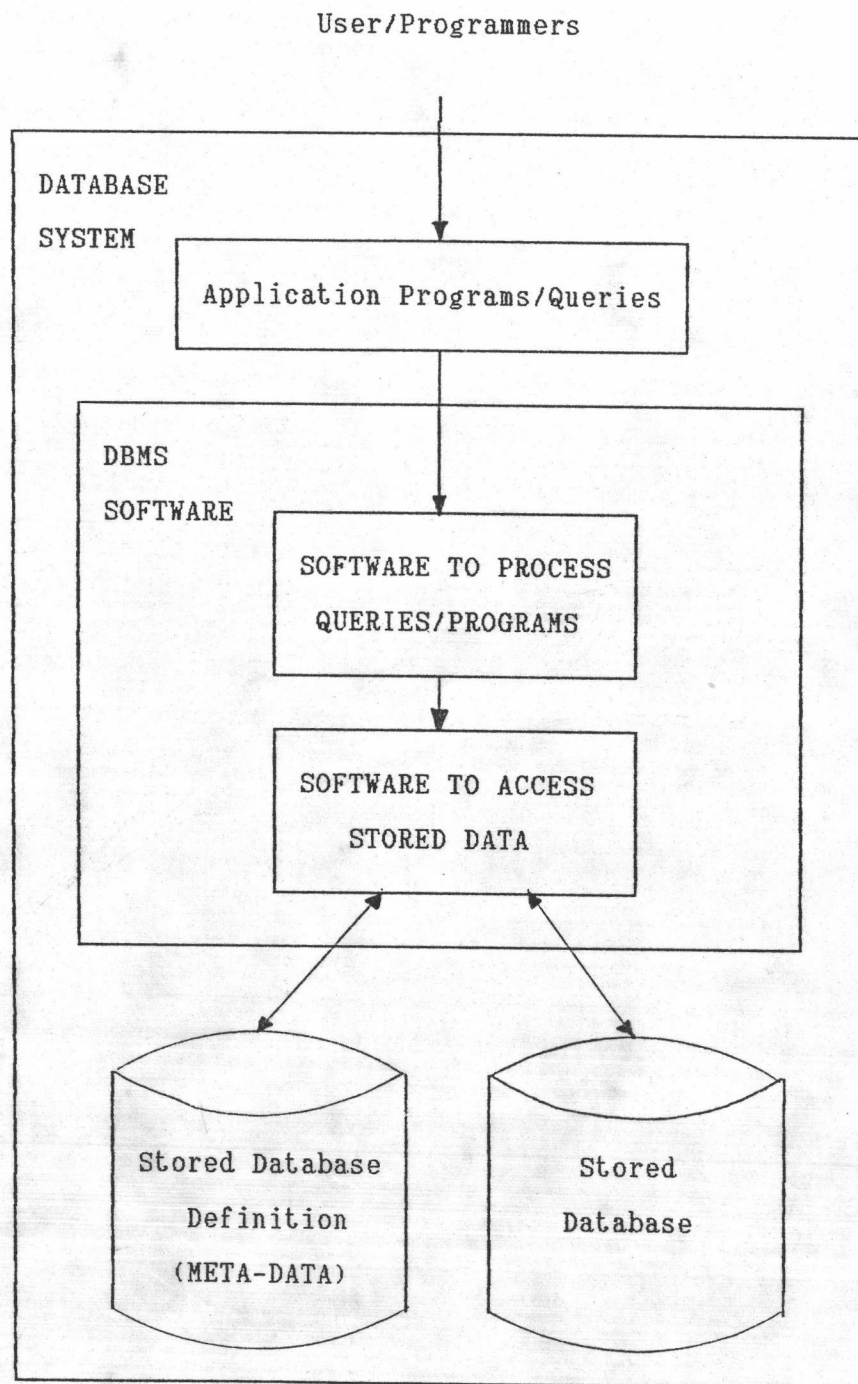 User/Programmers
DATABASE
SYSTEM
Application Programs/Queries
DBMS
SOFTWARE
SOFTWARE TO PROCESS
QUERIES/PROGRAMS
SOFTWARE TO ACCESS
STORED DATA
Stored Database
Definition
(META-DATA)
Stored
Database